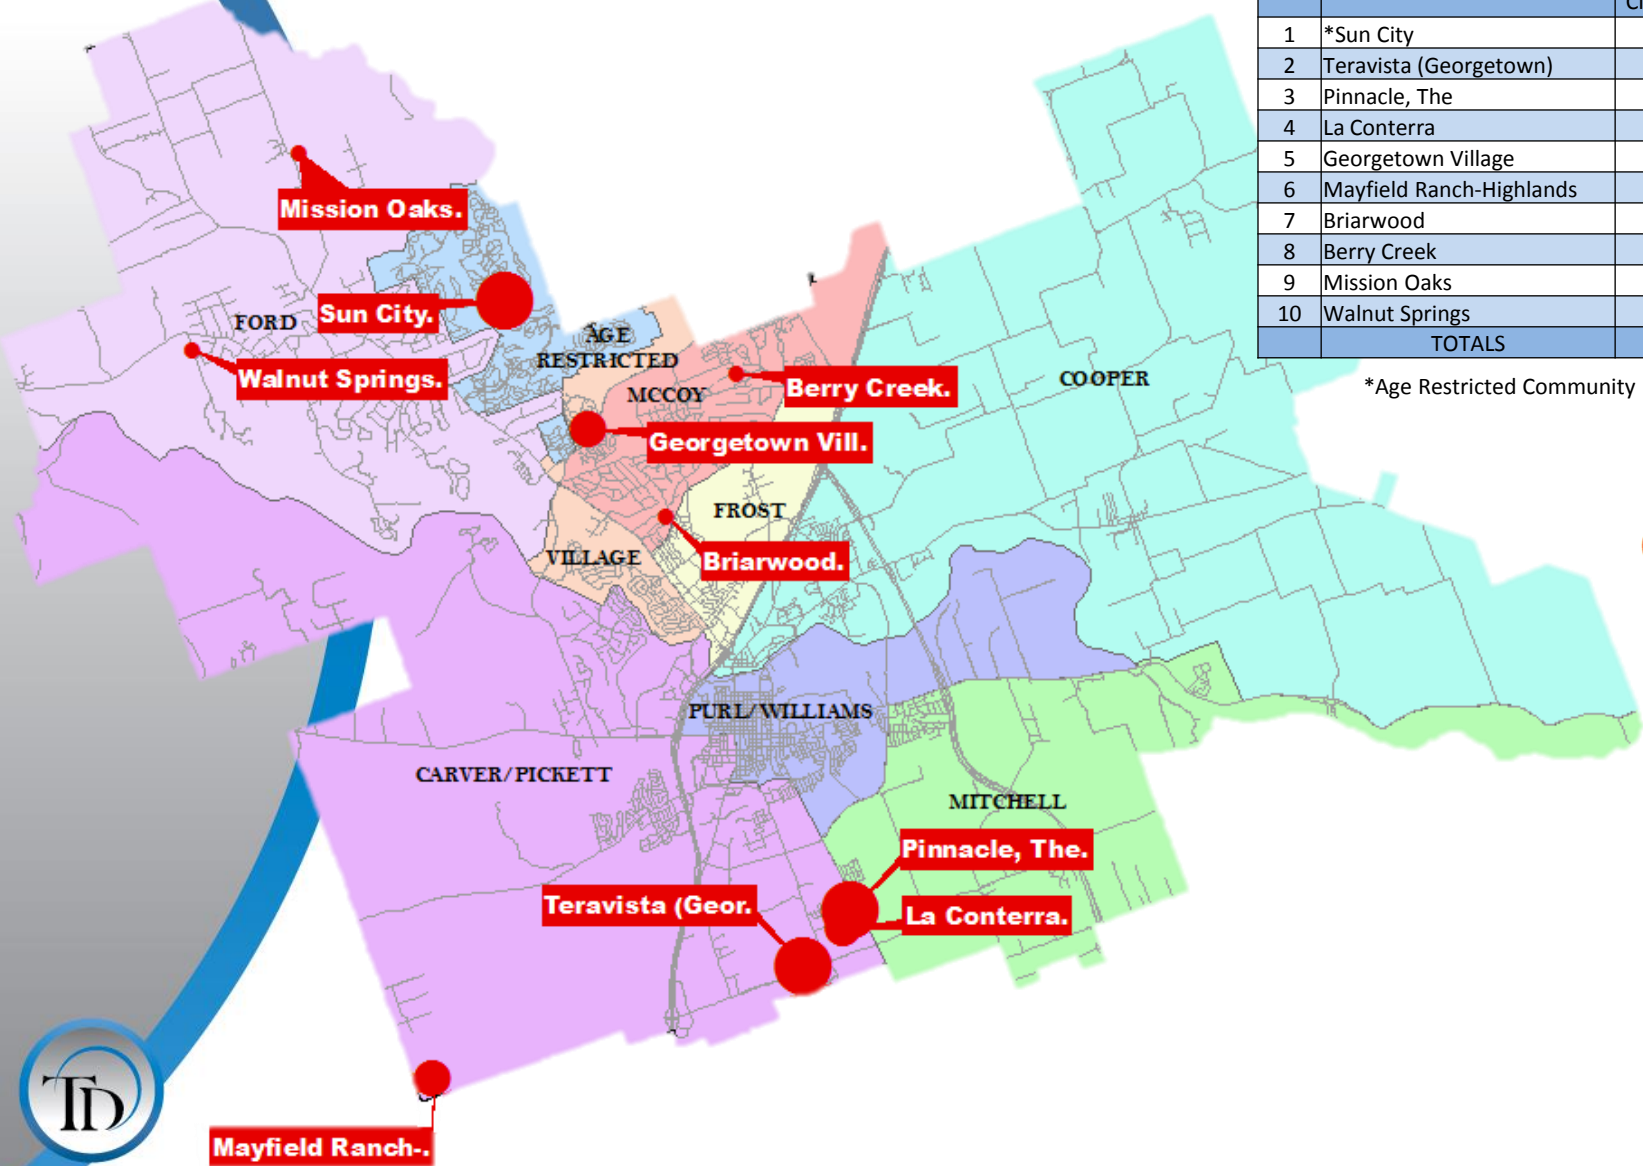 1 *Sun City
2 Teravista (Georgetown)
3 Pinnacle, The
4 La Conterra
5 Georgetown Village
6 Mayfield Ranch-Highlands
7 Briarwood
8 Berry Creek
9 Mission Oaks
10 Walnut Springs
TOTALS
*Age Restricted Community
Mission Oaks.
Sun City.
FORD
AGE
RESTRICTED
Walnut Springs.
MCCOY
Berry Creek.
COOPER
Georgetown Vill.
FROST
VILLAGE
Briarwood.
PURL/WILLIAMS
CARVER/PICKETT
MITCHELL
Pinnacle, The.
Teravista (Geor.
La Conterra.
TD
Mayfield Ranch-.